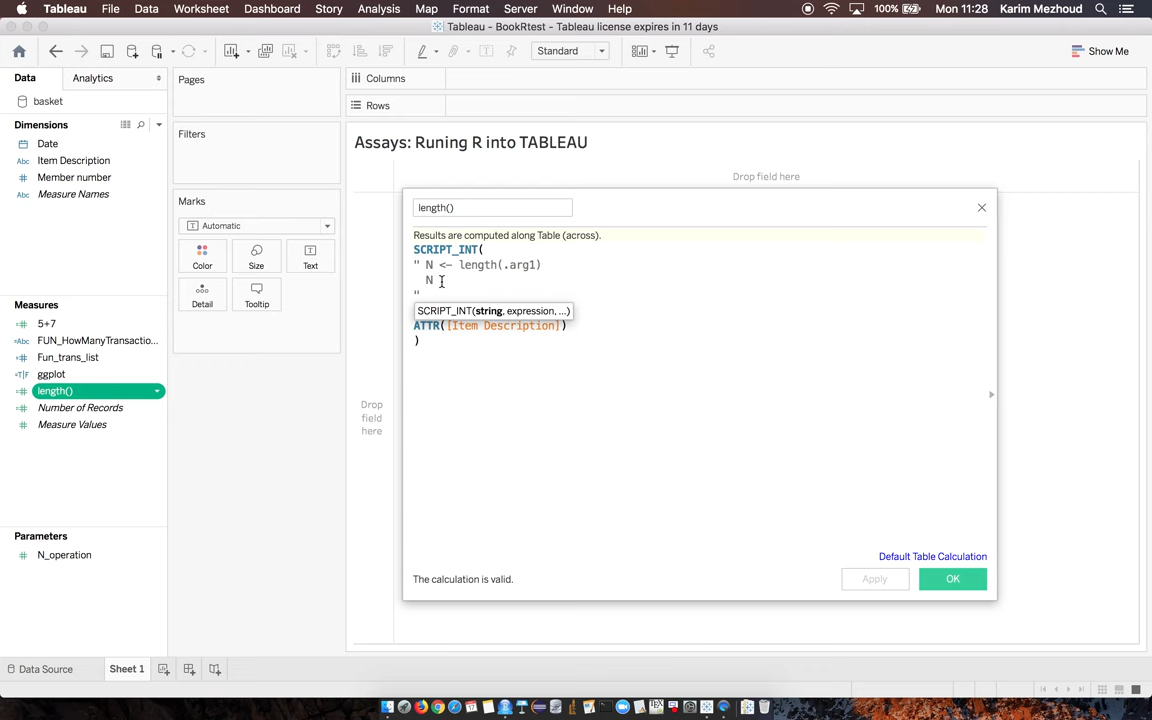 Tableau File Data Worksheet Dashboard Story Analysis Map Format Server Window Help 100% Mon 11:28 Karim Mezhoud
Tableau - BookRtest - Tableau license expires in 11 days
Standard Show Me
Data Analytics
basket
Dimensions
Date
Abc Item Description
# Member number
Abc Measure Names
Measures
# 5+7
=Abc FUN_HowManyTransactio...
=# Fun_trans_list
=T|F ggplot
=# length()
=# Number of Records
# Measure Values
Parameters
# N_operation
Pages
Filters
Marks
Automatic
Color Size Text
Detail Tooltip
Columns
Rows
Assays: Runing R into TABLEAU
Drop field here
Drop
field
here
length()
Results are computed along Table (across).
SCRIPT_INT(
" N <- length(.arg1)
N
"
SCRIPT_INT(string, expression, ...)
ATTR([Item Description])
)
Default Table Calculation
The calculation is valid.
Apply OK
Data Source Sheet 1